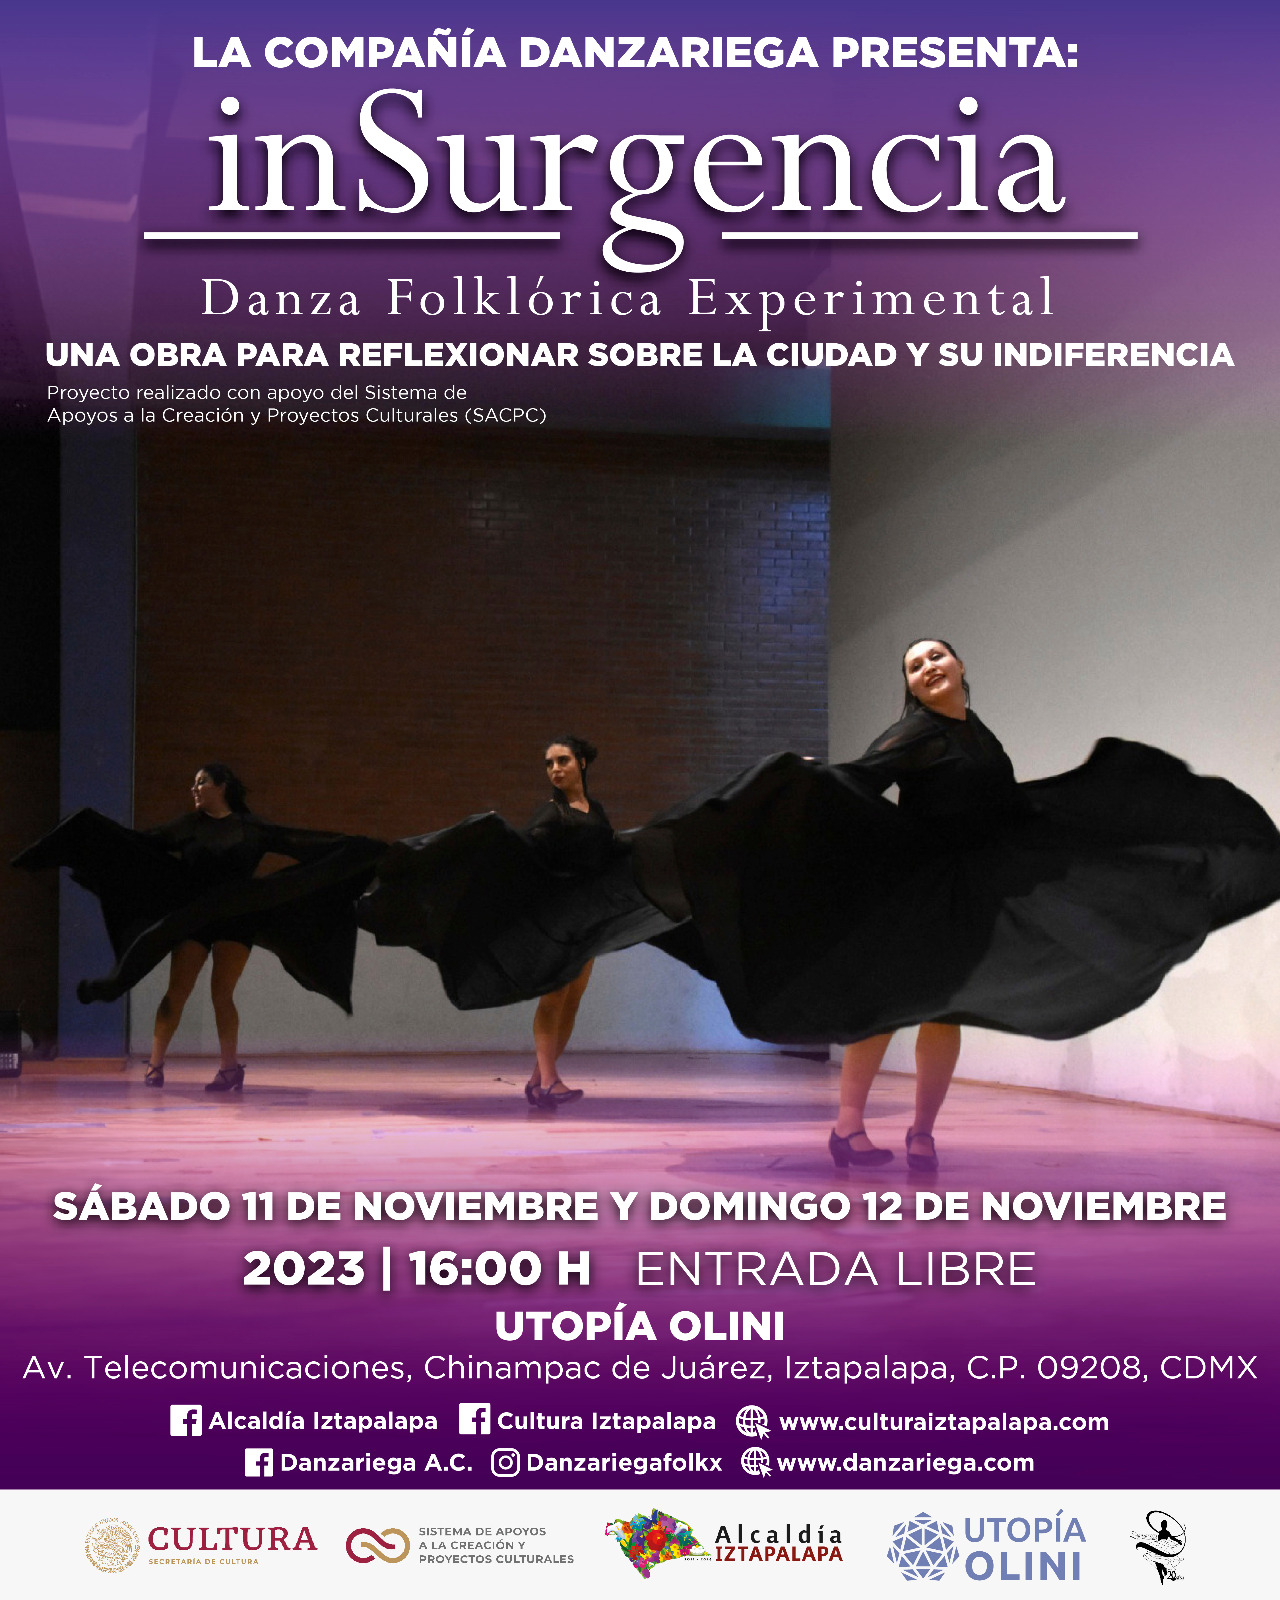 LA COMPAÑÍA DANZARIEGA PRESENTA:
inSurgencia
Danza Folklórica Experimental
UNA OBRA PARA REFLEXIONAR SOBRE LA CIUDAD Y SU INDIFERENCIA
Proyecto realizado con apoyo del Sistema de
Apoyos a la Creación y Proyectos Culturales (SACPC)
SÁBADO 11 DE NOVIEMBRE Y DOMINGO 12 DE NOVIEMBRE
2023 | 16:00 H ENTRADA LIBRE
UTOPÍA OLINI
Av. Telecomunicaciones, Chinampac de Juárez, Iztapalapa, C.P. 09208, CDMX
Alcaldía Iztapalapa Cultura Iztapalapa www.culturaiztapalapa.com
Danzariega A.C. Danzariegafolkx www.danzariega.com
CULTURA
SECRETARÍA DE CULTURA
SISTEMA DE APOYOS
A LA CREACIÓN Y
PROYECTOS CULTURALES
Alcaldía
IZTAPALAPA
UTOPÍA
OLINI